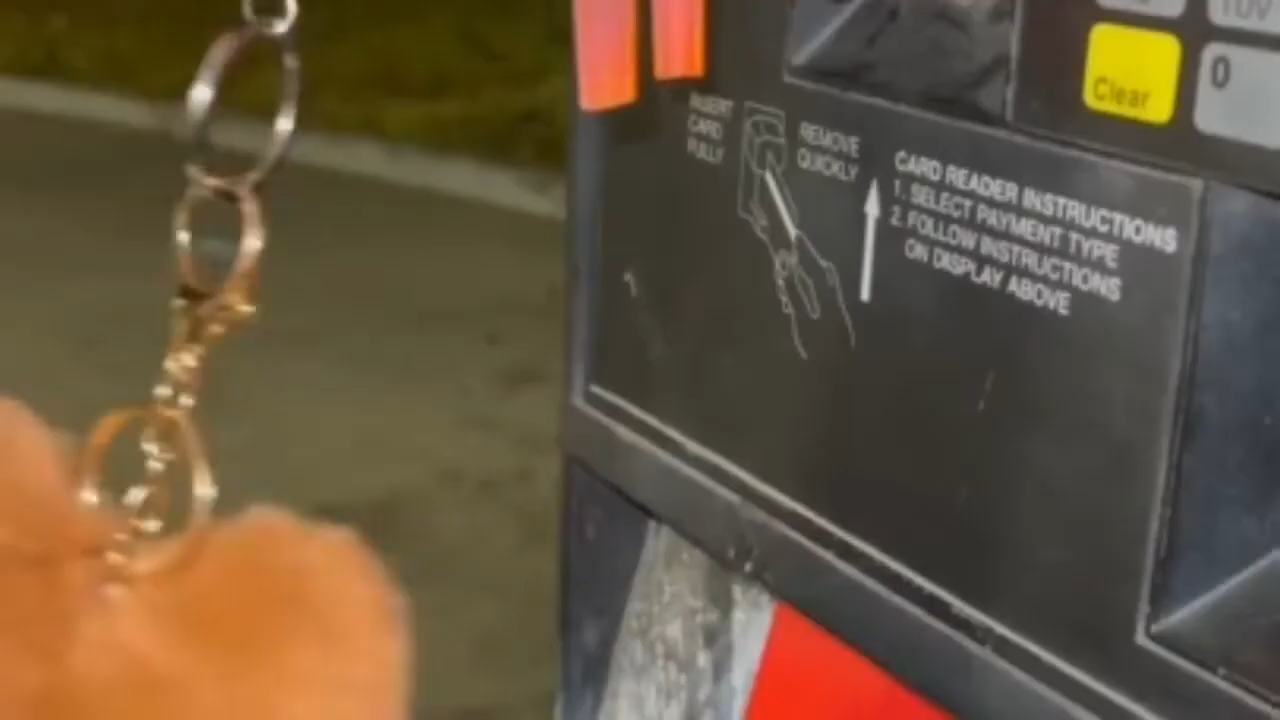 Clear
0
INSERT
CARD
FULLY
REMOVE
QUICKLY
CARD READER INSTRUCTIONS
1. SELECT PAYMENT TYPE
2. FOLLOW INSTRUCTIONS
ON DISPLAY ABOVE